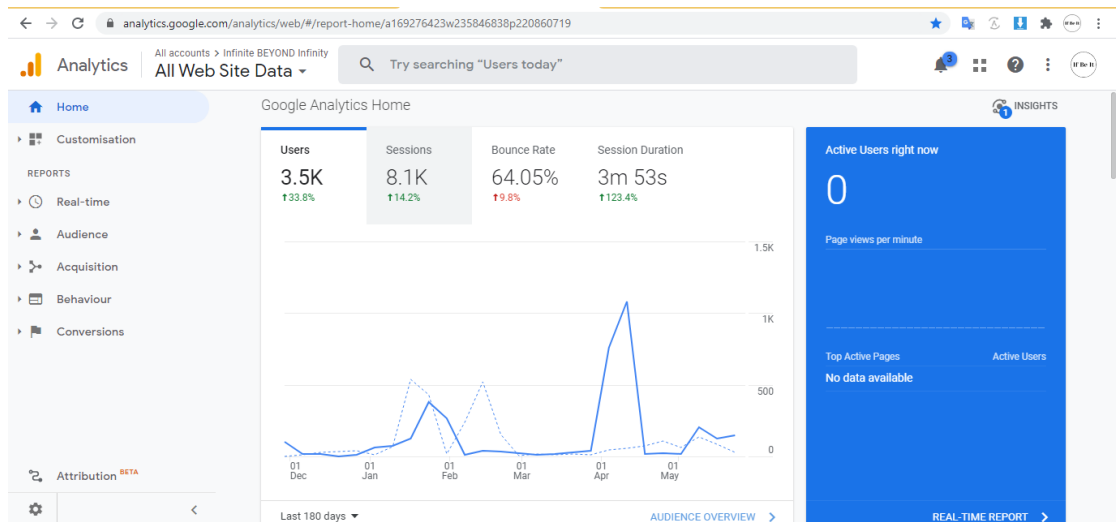 analytics.google.com/analytics/web/#/report-home/a169276423w235846838p220860719
Analytics
All accounts > Infinite BEYOND Infinity
All Web Site Data
Try searching “Users today”
3
Home
Customisation
REPORTS
Real-time
Audience
Acquisition
Behaviour
Conversions
Attribution BETA
Google Analytics Home
INSIGHTS
1
Users Sessions Bounce Rate Session Duration
3.5K 8.1K 64.05% 3m 53s
↑33.8% ↑14.2% ↑9.8% ↑123.4%
1.5K
1K
500
0
01 01 01 01 01 01
Dec Jan Feb Mar Apr May
Last 180 days
AUDIENCE OVERVIEW >
Active Users right now
0
Page views per minute
Top Active Pages Active Users
No data available
REAL-TIME REPORT >